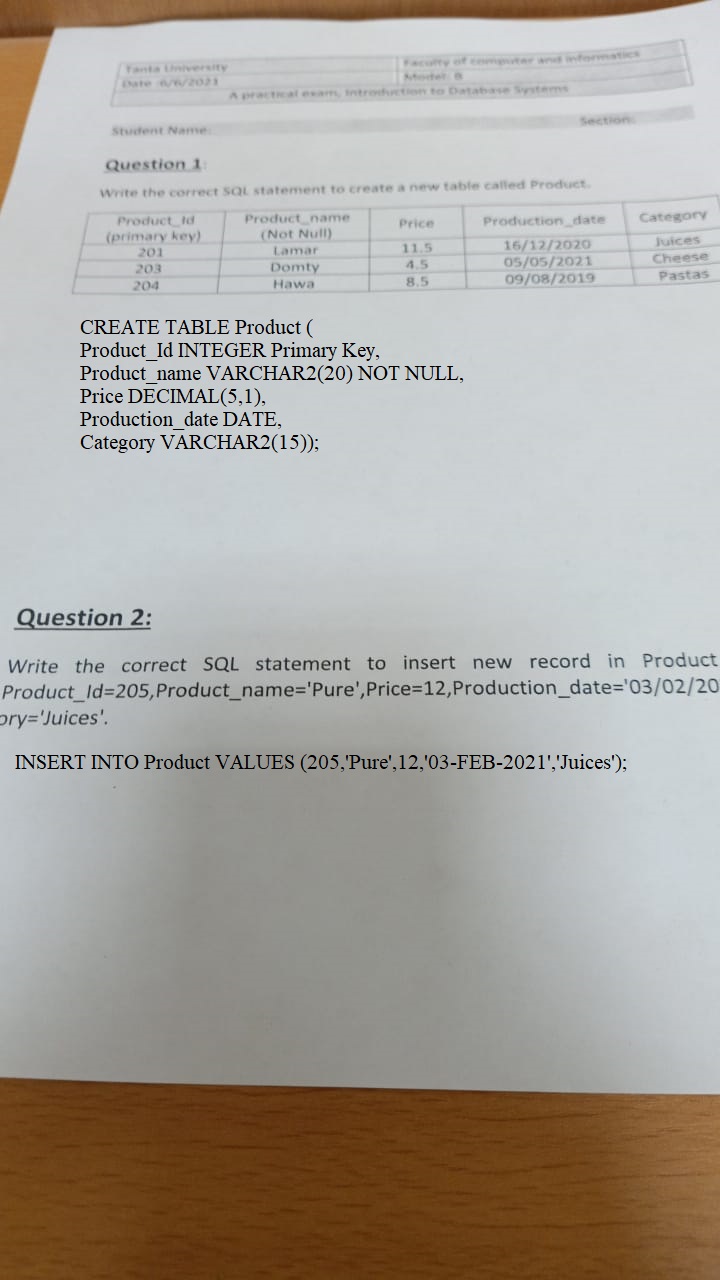 Tanta University
Faculty of computer and informatics
Date :6/6/2021
Model: B
A practical exam, Introduction to Database Systems
Student Name:
Section:
Question 1:
Write the correct SQL statement to create a new table called Product.
Product_Id (primary key) Product_name (Not Null) Price Production_date Category
201 Lamar 11.5 16/12/2020 Juices
203 Domty 4.5 05/05/2021 Cheese
204 Hawa 8.5 09/08/2019 Pastas
CREATE TABLE Product (
Product_Id INTEGER Primary Key,
Product_name VARCHAR2(20) NOT NULL,
Price DECIMAL(5,1),
Production_date DATE,
Category VARCHAR2(15));
Question 2:
Write the correct SQL statement to insert new record in Product
Product_Id=205,Product_name='Pure',Price=12,Production_date='03/02/20
ory='Juices'.
INSERT INTO Product VALUES (205,'Pure',12,'03-FEB-2021','Juices');